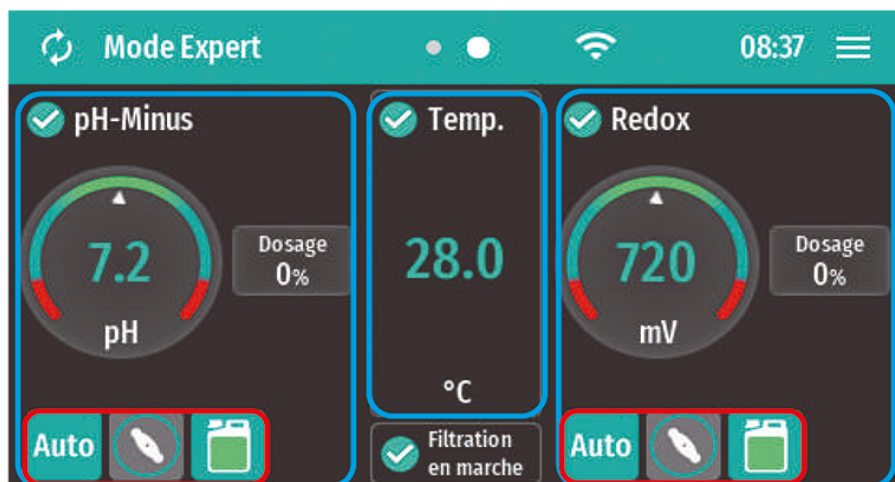 Mode Expert
08:37
pH-Minus
7.2
pH
Dosage
0%
Auto
Temp.
28.0
°C
Filtration
en marche
Redox
720
mV
Dosage
0%
Auto